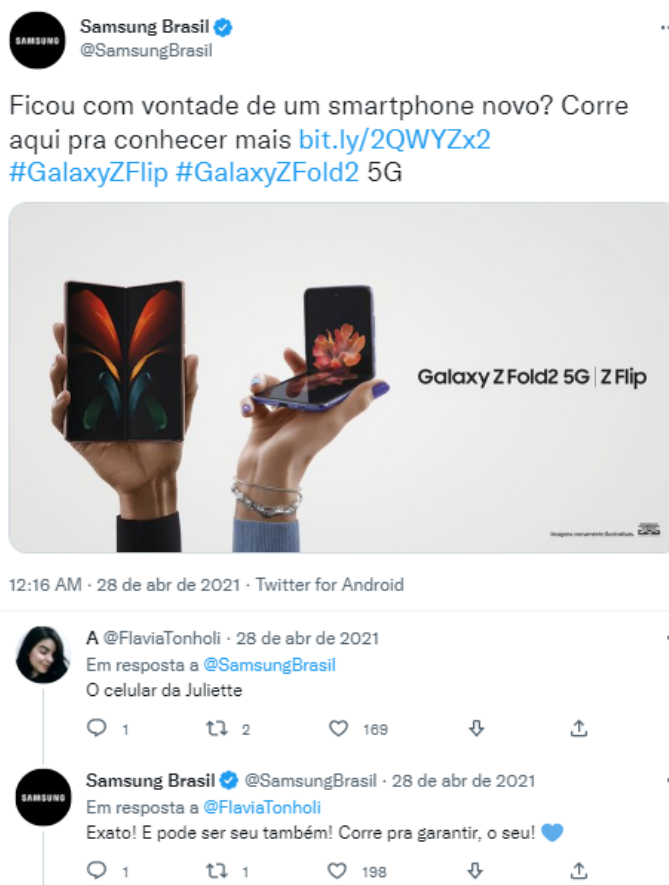 SAMSUNG
Samsung Brasil
@SamsungBrasil
Ficou com vontade de um smartphone novo? Corre
aqui pra conhecer mais bit.ly/2QWYZx2
#GalaxyZFlip #GalaxyZFold2 5G
Galaxy Z Fold2 5G | Z Flip
Imagens meramente ilustrativas.
12:16 AM · 28 de abr de 2021 · Twitter for Android
A @FlaviaTonholi · 28 de abr de 2021
Em resposta a @SamsungBrasil
O celular da Juliette
1 2 169
SAMSUNG
Samsung Brasil @SamsungBrasil · 28 de abr de 2021
Em resposta a @FlaviaTonholi
Exato! E pode ser seu também! Corre pra garantir, o seu! 💙
1 1 198